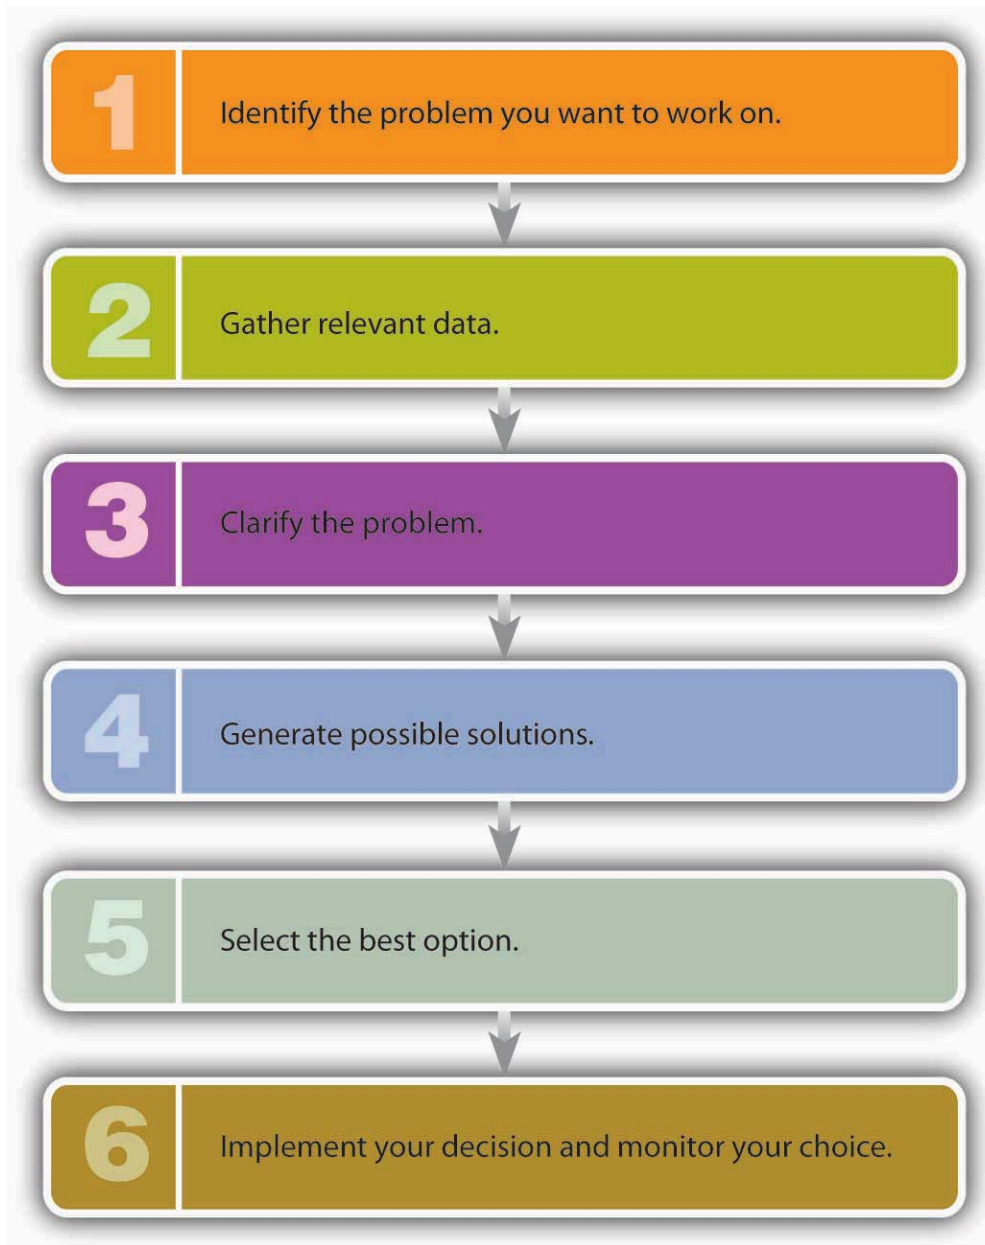 1 Identify the problem you want to work on.
2 Gather relevant data.
3 Clarify the problem.
4 Generate possible solutions.
5 Select the best option.
6 Implement your decision and monitor your choice.